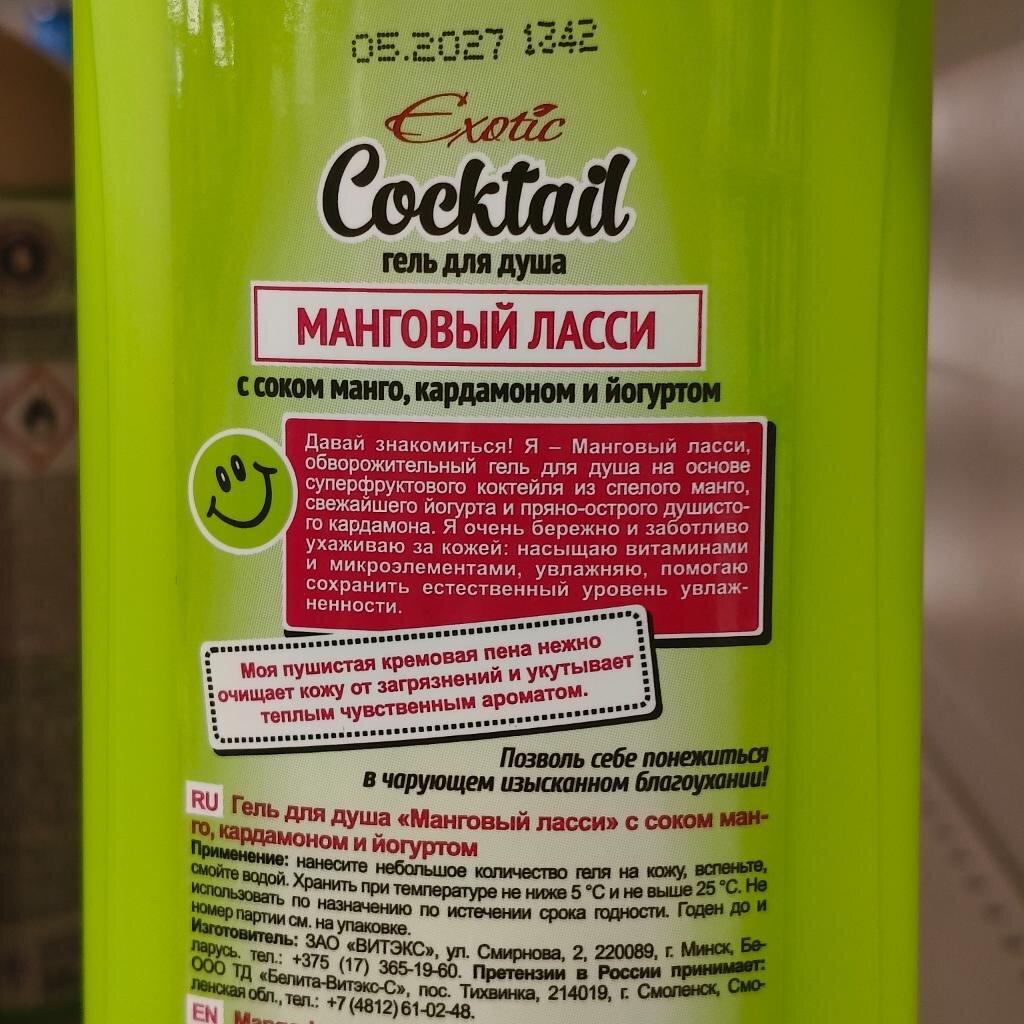 05.2027 1342
Exotic
Cocktail
гель для душа
МАНГОВЫЙ ЛАССИ
с соком манго, кардамоном и йогуртом
Давай знакомиться! Я – Манговый ласси,
обворожительный гель для душа на основе
суперфруктового коктейля из спелого манго,
свежайшего йогурта и пряно-острого душисто-
го кардамона. Я очень бережно и заботливо
ухаживаю за кожей: насыщаю витаминами
и микроэлементами, увлажняю, помогаю
сохранить естественный уровень увлаж-
ненности.
Моя пушистая кремовая пена нежно
очищает кожу от загрязнений и укутывает
теплым чувственным ароматом.
Позволь себе понежиться
в чарующем изысканном благоухании!
RU Гель для душа «Манговый ласси» с соком ман-
го, кардамоном и йогуртом
Применение: нанесите небольшое количество геля на кожу, вспеньте,
смойте водой. Хранить при температуре не ниже 5 °С и не выше 25 °С. Не
использовать по назначению по истечении срока годности. Годен до и
номер партии см. на упаковке.
Изготовитель: ЗАО «ВИТЭКС», ул. Смирнова, 2, 220089, г. Минск, Бе-
ларусь. тел.: +375 (17) 365-19-60. Претензии в России принимает:
ООО ТД «Белита-Витэкс-С», пос. Тихвинка, 214019, г. Смоленск, Смо-
ленская обл., тел.: +7 (4812) 61-02-48.
EN